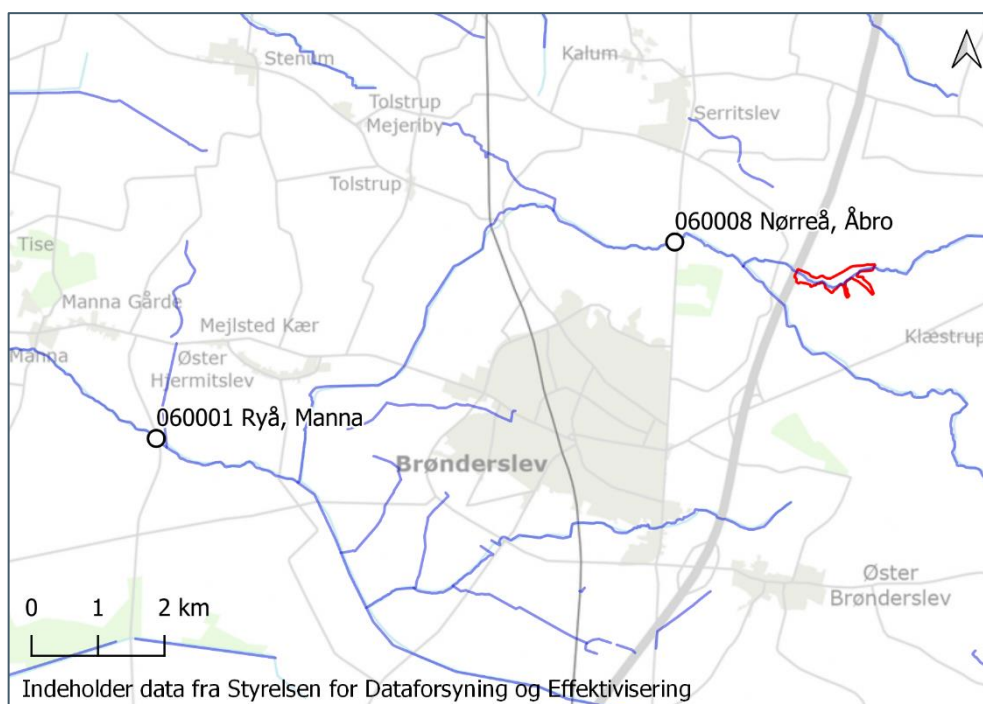 Stenum
Kalum
Tolstrup
Mejeriby
Serritslev
Tolstrup
060008 Nørreå, Åbro
Tise
Manna Gårde
Mejlsted Kær
Klæstrup
Manna
Øster
Hjermitslev
060001 Ryå, Manna
Brønderslev
Øster
Brønderslev
0 1 2 km
Indeholder data fra Styrelsen for Dataforsyning og Effektivisering